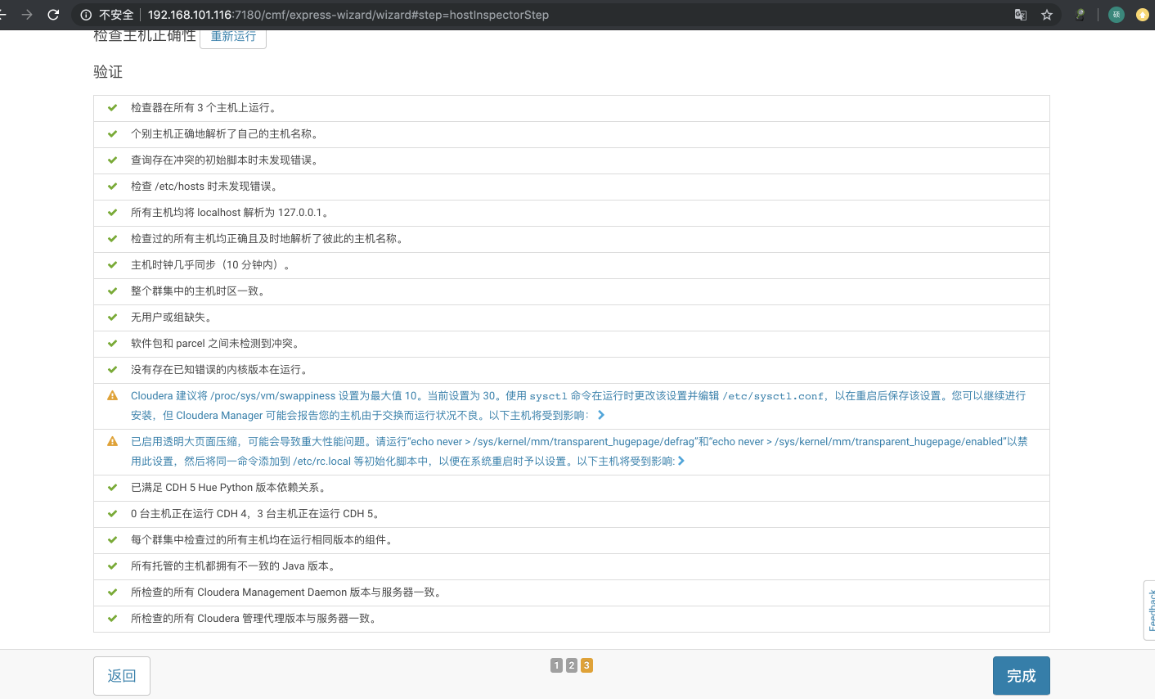 不安全 192.168.101.116:7180/cmf/express-wizard/wizard#step=hostInspectorStep
检查主机正确性 重新运行
验证
检查器在所有 3 个主机上运行。
个别主机正确地解析了自己的主机名称。
查询存在冲突的初始脚本时未发现错误。
检查 /etc/hosts 时未发现错误。
所有主机均将 localhost 解析为 127.0.0.1。
检查过的所有主机均正确且及时地解析了彼此的主机名称。
主机时钟几乎同步（10 分钟内）。
整个群集中的主机时区一致。
无用户或组缺失。
软件包和 parcel 之间未检测到冲突。
没有存在已知错误的内核版本在运行。
Cloudera 建议将 /proc/sys/vm/swappiness 设置为最大值 10。当前设置为 30。使用 sysctl 命令在运行时更改该设置并编辑 /etc/sysctl.conf，以在重启后保存该设置。您可以继续进行
安装，但 Cloudera Manager 可能会报告您的主机由于交换而运行状况不良。以下主机将受到影响：
已启用透明大页面压缩，可能会导致重大性能问题。请运行"echo never > /sys/kernel/mm/transparent_hugepage/defrag"和"echo never > /sys/kernel/mm/transparent_hugepage/enabled"以禁
用此设置，然后将同一命令添加到 /etc/rc.local 等初始化脚本中，以便在系统重启时予以设置。以下主机将受到影响:
已满足 CDH 5 Hue Python 版本依赖关系。
0 台主机正在运行 CDH 4，3 台主机正在运行 CDH 5。
每个群集中检查过的所有主机均在运行相同版本的组件。
所有托管的主机都拥有不一致的 Java 版本。
所检查的所有 Cloudera Management Daemon 版本与服务器一致。
所检查的所有 Cloudera 管理代理版本与服务器一致。
Feedback
返回 1 2 3 完成